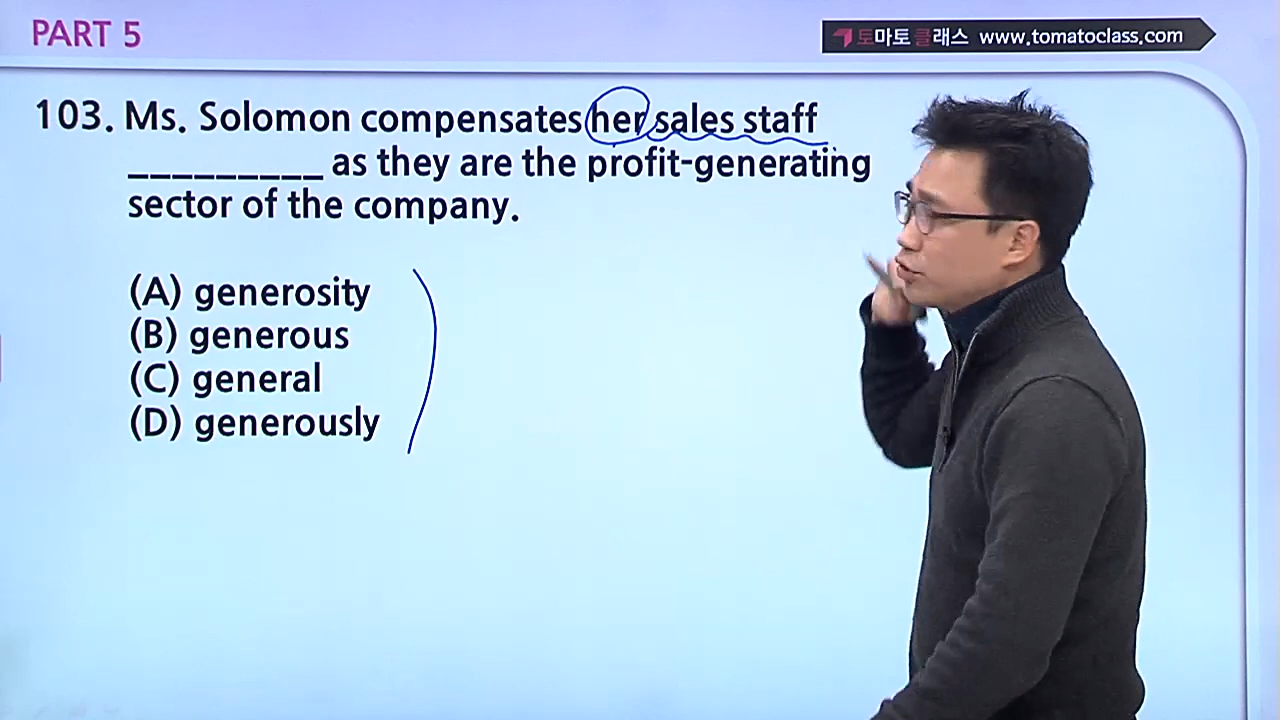 PART 5
토마토클래스 www.tomatoclass.com
103. Ms. Solomon compensates her sales staff
_________ as they are the profit-generating
sector of the company.
(A) generosity
(B) generous
(C) general
(D) generously